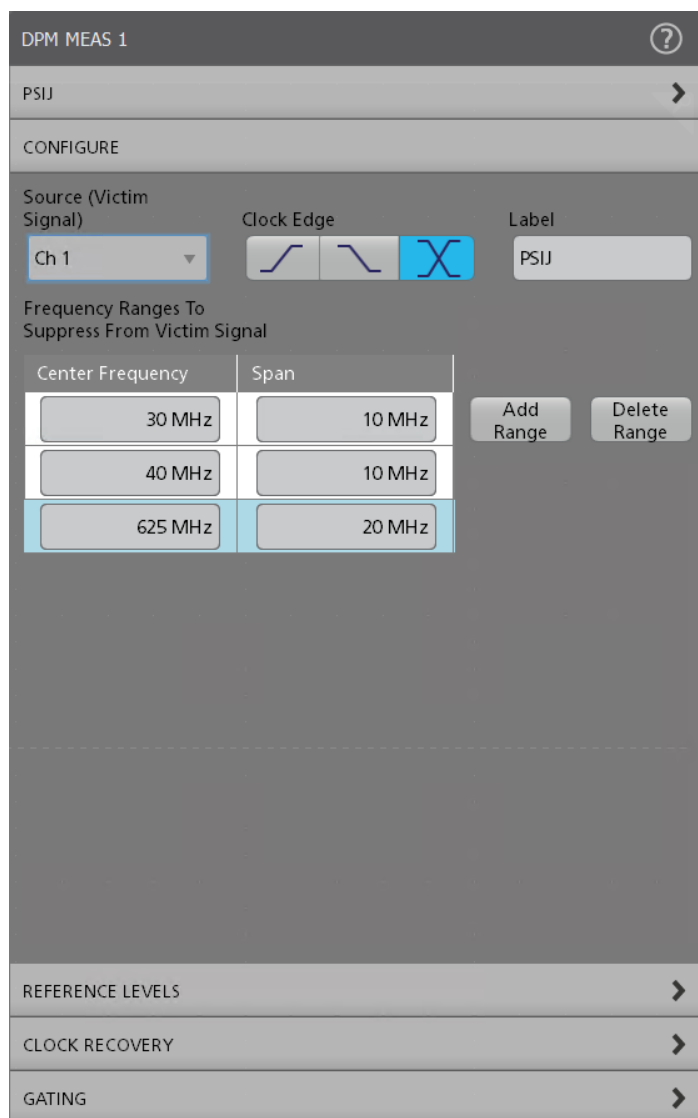 DPM MEAS 1
?
PSIJ
CONFIGURE
Source (Victim
Signal)
Clock Edge
Label
Ch 1
PSIJ
Frequency Ranges To
Suppress From Victim Signal
Center Frequency Span
30 MHz 10 MHz
Add
Range
Delete
Range
40 MHz 10 MHz
625 MHz 20 MHz
REFERENCE LEVELS
CLOCK RECOVERY
GATING